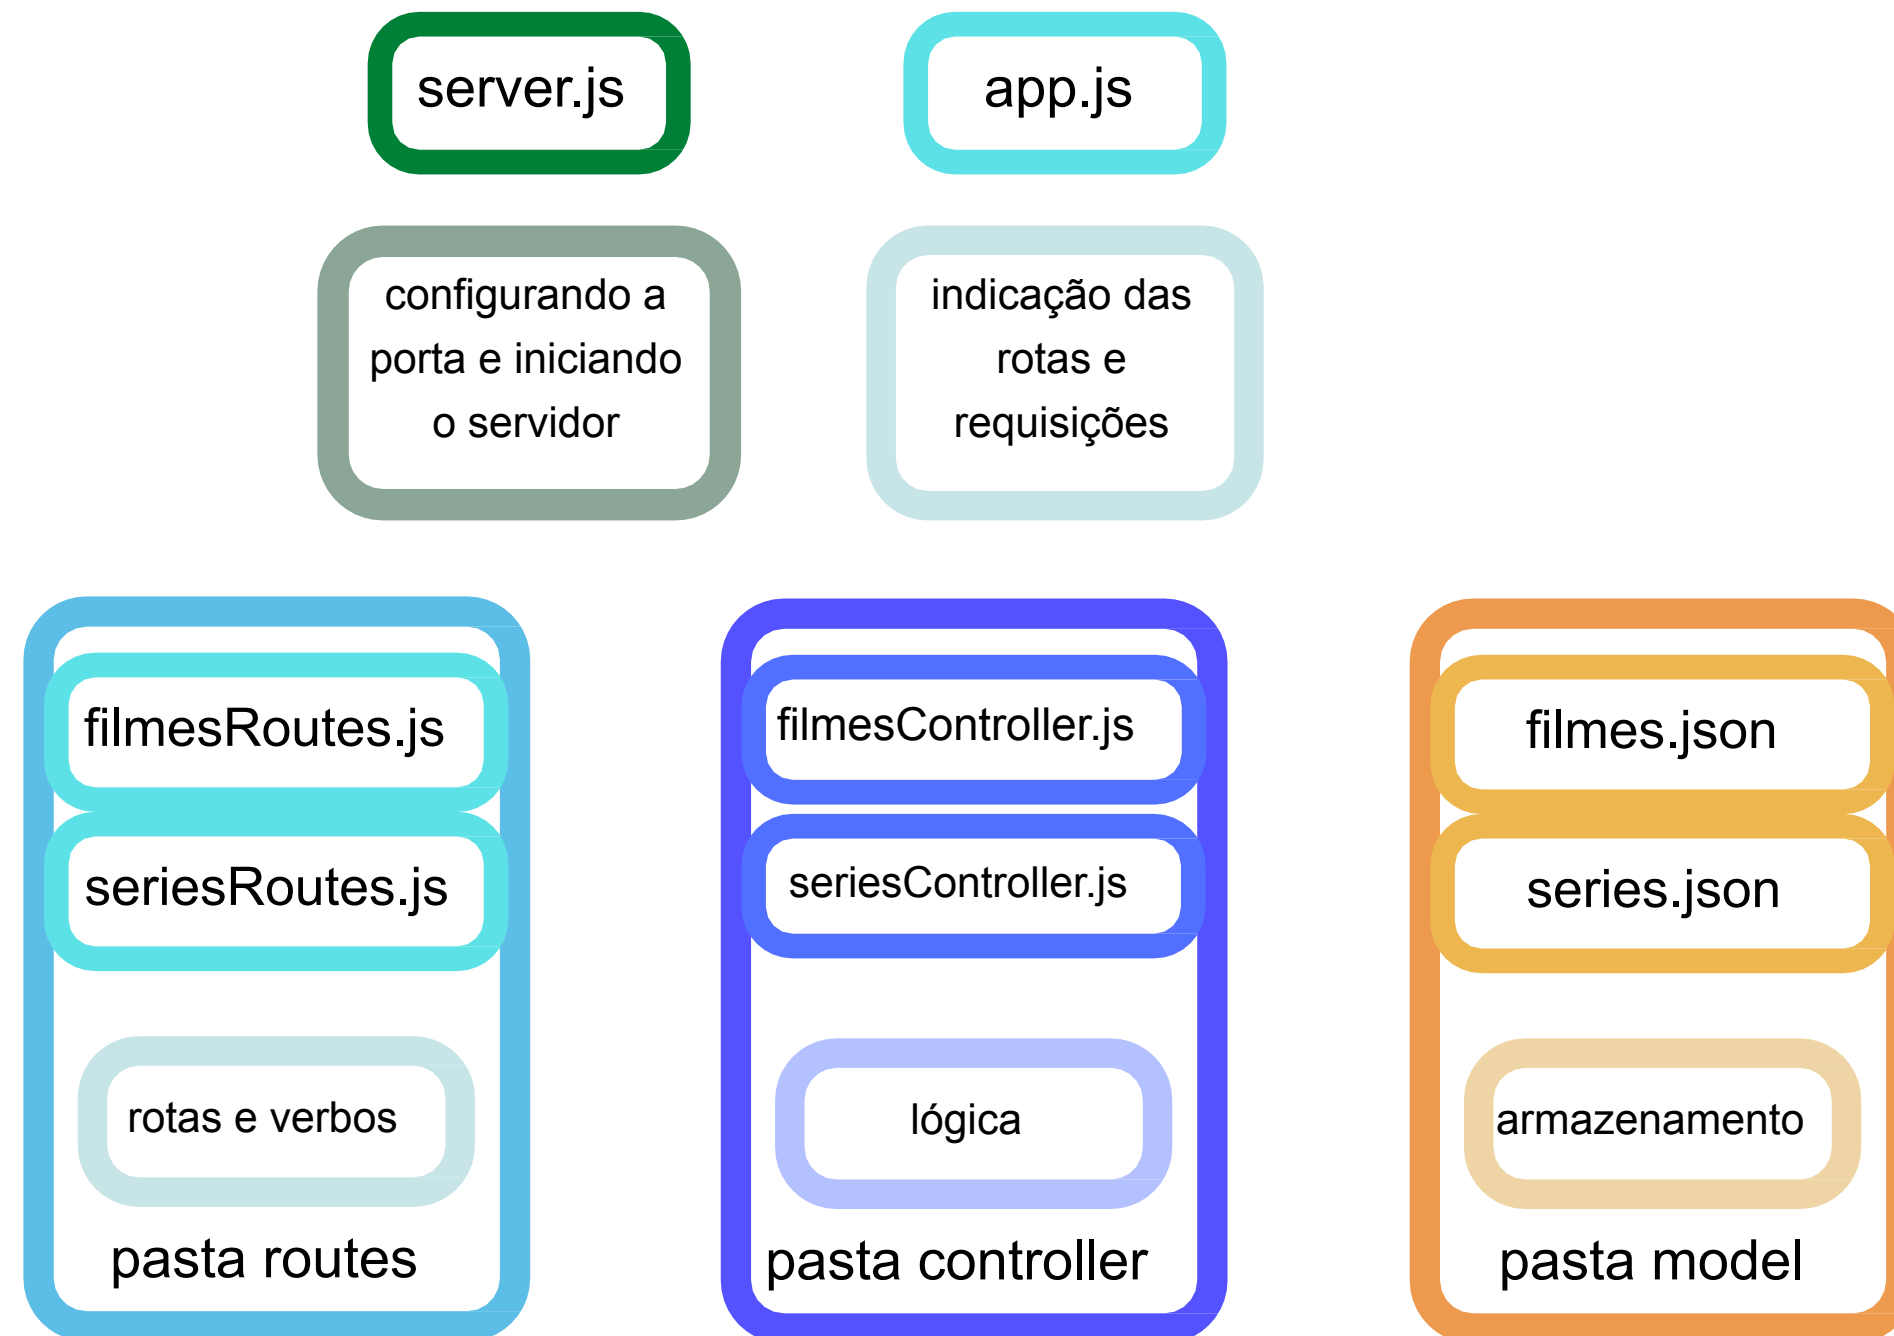 server.js
app.js
configurando a
porta e iniciando
o servidor
indicação das
rotas e
requisições
filmesRoutes.js
seriesRoutes.js
rotas e verbos
pasta routes
filmesController.js
seriesController.js
lógica
pasta controller
filmes.json
series.json
armazenamento
pasta model